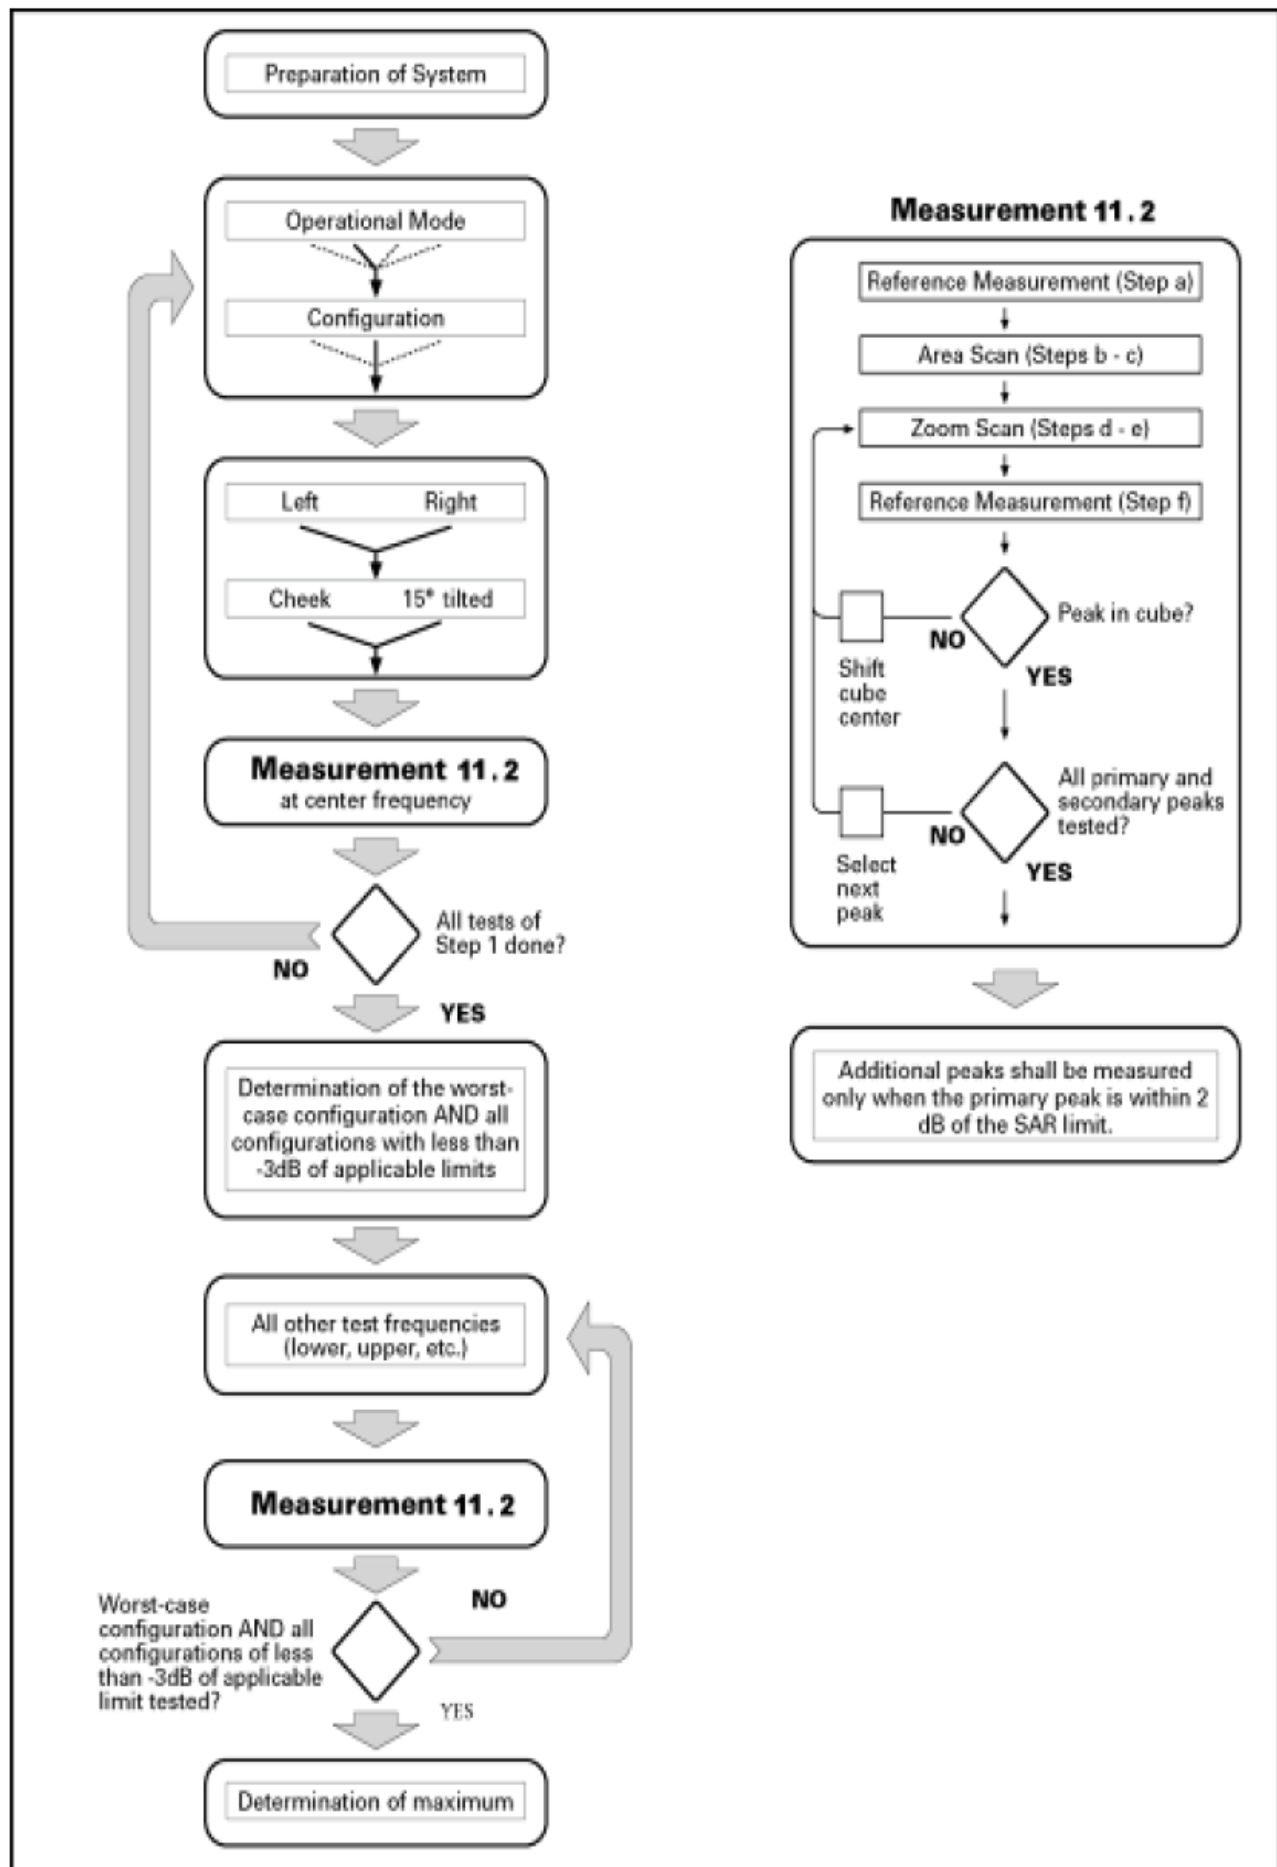 Preparation of System
Operational Mode
Configuration
Left Right
Cheek 15° tilted
Measurement 11.2
at center frequency
All tests of
Step 1 done?
NO
YES
Determination of the worst-
case configuration AND all
configurations with less than
-3dB of applicable limits
All other test frequencies
(lower, upper, etc.)
Measurement 11.2
NO
Worst-case
configuration AND all
configurations of less
than -3dB of applicable
limit tested?
YES
Determination of maximum
Measurement 11.2
Reference Measurement (Step a)
Area Scan (Steps b - c)
Zoom Scan (Steps d - e)
Reference Measurement (Step f)
Peak in cube?
NO
YES
Shift
cube
center
All primary and
secondary peaks
tested?
NO
YES
Select
next
peak
Additional peaks shall be measured
only when the primary peak is within 2
dB of the SAR limit.